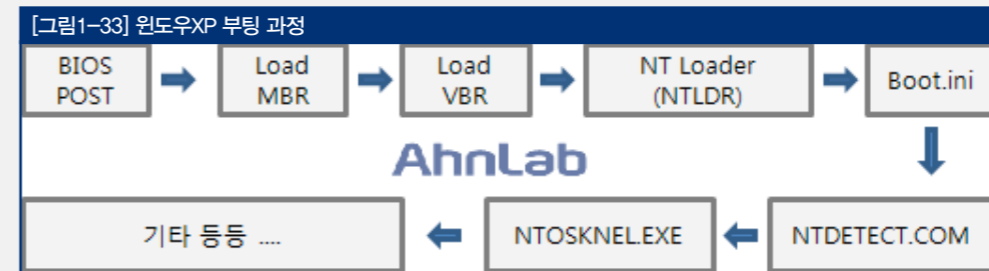 [그림1-33] 윈도우XP 부팅 과정
BIOS
POST
Load
MBR
Load
VBR
NT Loader
(NTLDR)
Boot.ini
AhnLab
NTDETECT.COM
NTOSKNEL.EXE
기타 등등 ....